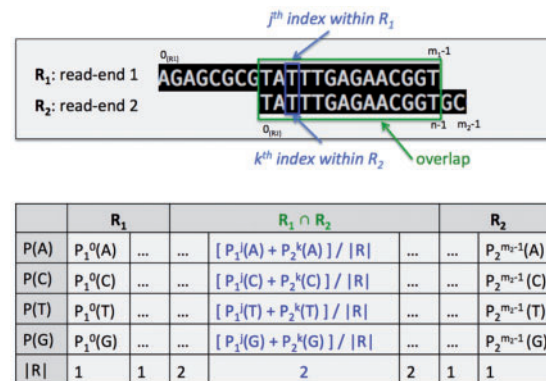 jth index within R1
0(R1) m1-1
R1: read-end 1 AGAGCGCGTATTTGAGAACGGT
R2: read-end 2 TATTTGAGAACGGTGC
0(R2) n-1 m2-1
kth index within R2 overlap
R1 R1 ∩ R2 R2
P(A) P1^0(A) ... ... [ P1^j(A) + P2^k(A) ] / |R| ... ... P2^m2-1(A)
P(C) P1^0(C) ... ... [ P1^j(C) + P2^k(C) ] / |R| ... ... P2^m2-1(C)
P(T) P1^0(T) ... ... [ P1^j(T) + P2^k(T) ] / |R| ... ... P2^m2-1(T)
P(G) P1^0(G) ... ... [ P1^j(G) + P2^k(G) ] / |R| ... ... P2^m2-1(G)
|R| 1 1 2 2 2 1 1